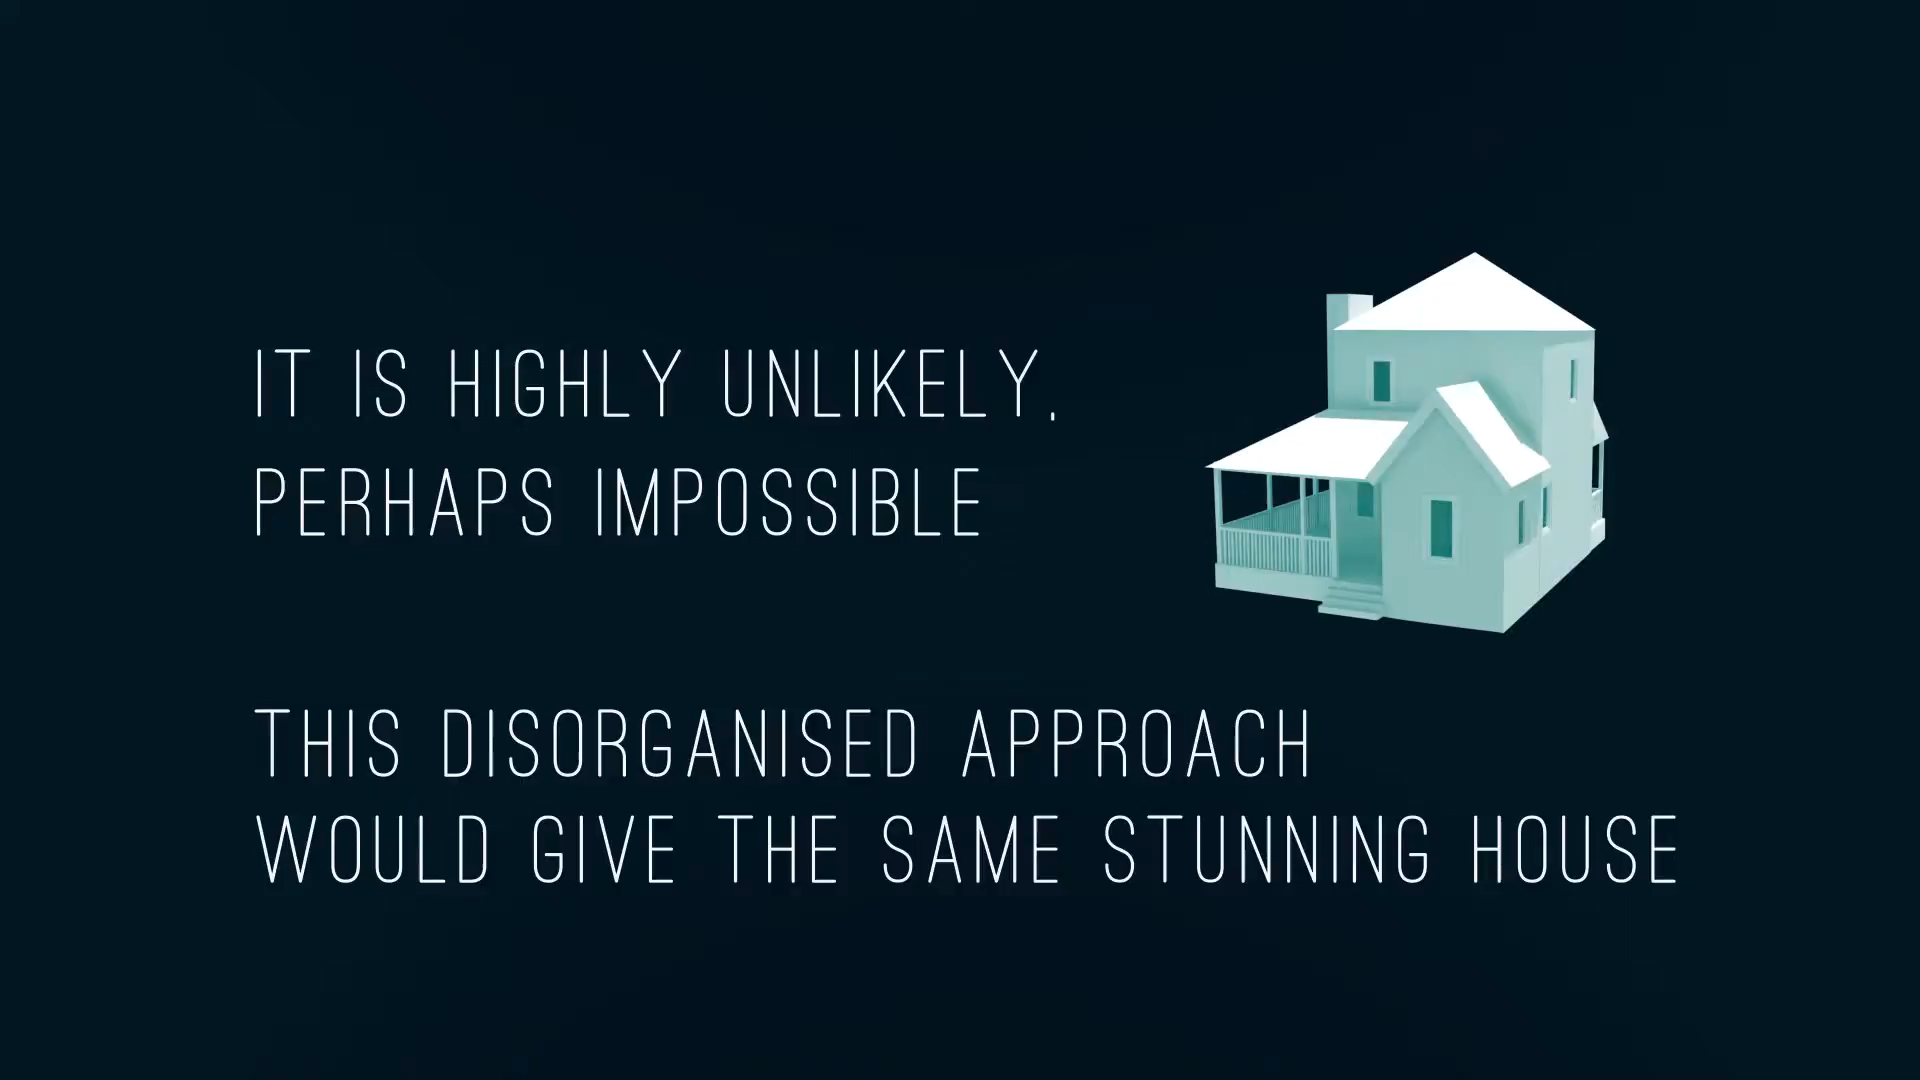 IT IS HIGHLY UNLIKELY,
PERHAPS IMPOSSIBLE
THIS DISORGANISED APPROACH
WOULD GIVE THE SAME STUNNING HOUSE